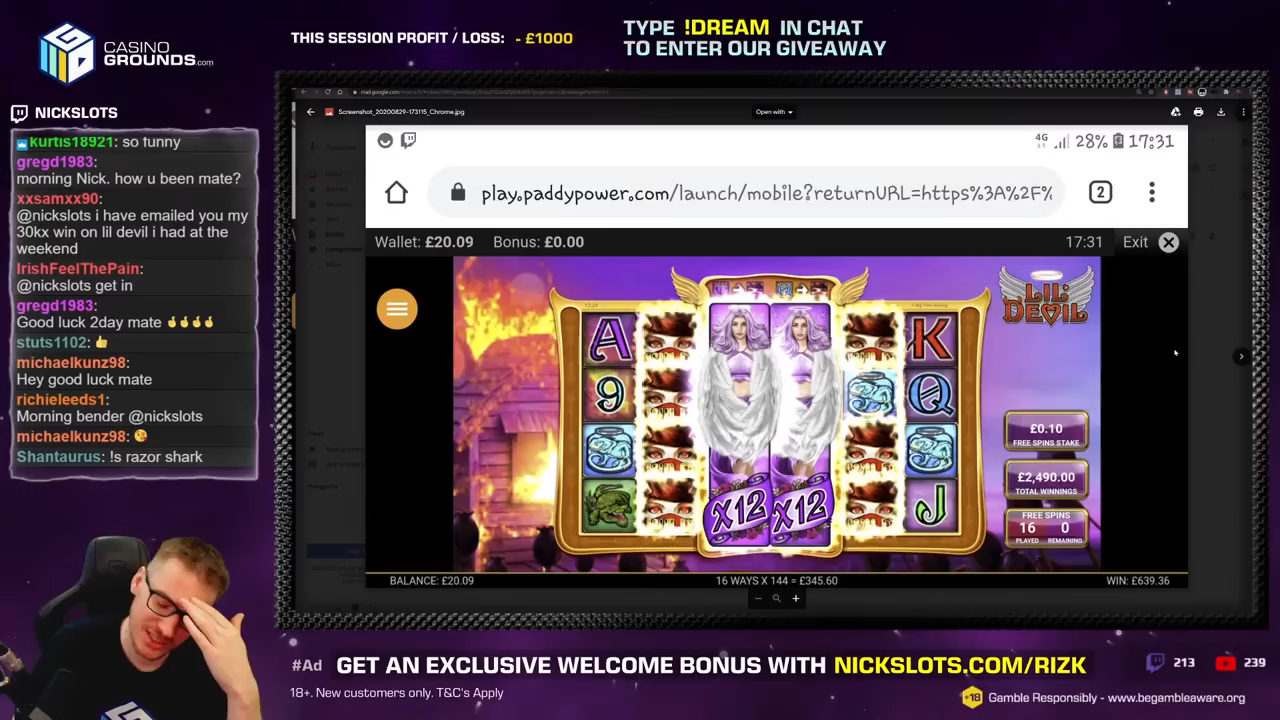 CASINO
GROUNDS.com
THIS SESSION PROFIT / LOSS: - £1000
TYPE !DREAM IN CHAT
TO ENTER OUR GIVEAWAY
NICKSLOTS
kurtis18921: so funny
gregd1983:
morning Nick. how u been mate?
xxsamxx90:
@nickslots i have emailed you my
30kx win on lil devil i had at the
weekend
IrishFeelThePain:
@nickslots get in
gregd1983:
Good luck 2day mate
stuts1102:
michaelkunz98:
Hey good luck mate
richieleeds1:
Morning bender @nickslots
michaelkunz98:
Shantaurus: !s razor shark
Screenshot_20200829-173115_Chrome.jpg
Open with
4G 28% 17:31
play.paddypower.com/launch/mobile?returnURL=https%3A%2F%
2
Wallet: £20.09 Bonus: £0.00 17:31 Exit
LIL'
DEVIL
A K
9 Q
J
X12 X12
£0.10
FREE SPINS STAKE
£2,490.00
TOTAL WINNINGS
FREE SPINS
16 0
PLAYED REMAINING
BALANCE: £20.09 16 WAYS X 144 = £345.60 WIN: £639.36
#Ad GET AN EXCLUSIVE WELCOME BONUS WITH NICKSLOTS.COM/RIZK
213 239
18+. New customers only. T&C's Apply
+18 Gamble Responsibly - www.begambleaware.org